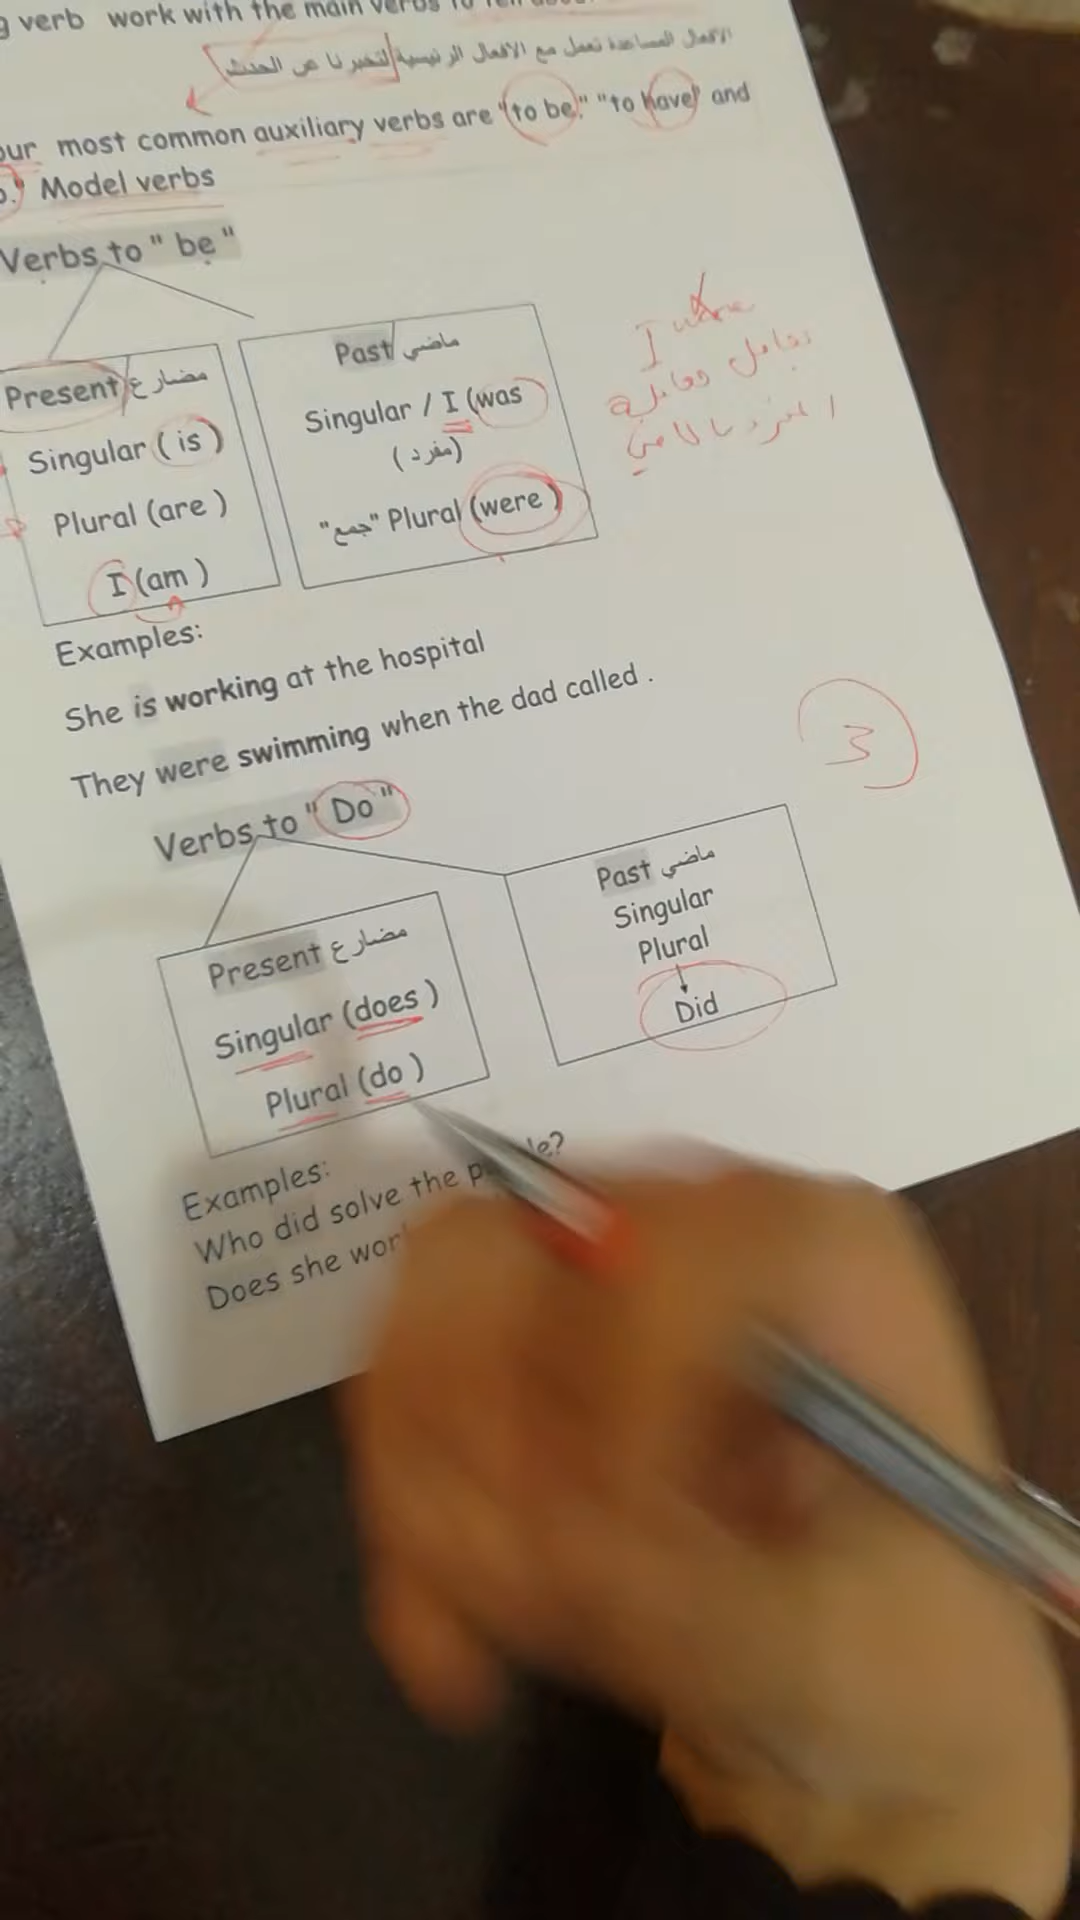 verb work with the main verbs to
الافعال المساعدة تعمل مع الافعال الرئيسية لتخبرنا عن الحدث
our most common auxiliary verbs are "to be." "to have" and
o." Model verbs
Verbs to " be "
Present مضارع
Singular ( is )
Plural (are )
I (am )
Past ماضي
Singular / I (was
(مفرد)
"جمع" Plural (were )
I
Examples:
She is working at the hospital
They were swimming when the dad called .
3
Verbs to " Do "
Present مضارع
Singular (does )
Plural (do )
Past ماضي
Singular
Plural
Did
Examples:
Who did solve the
Does she